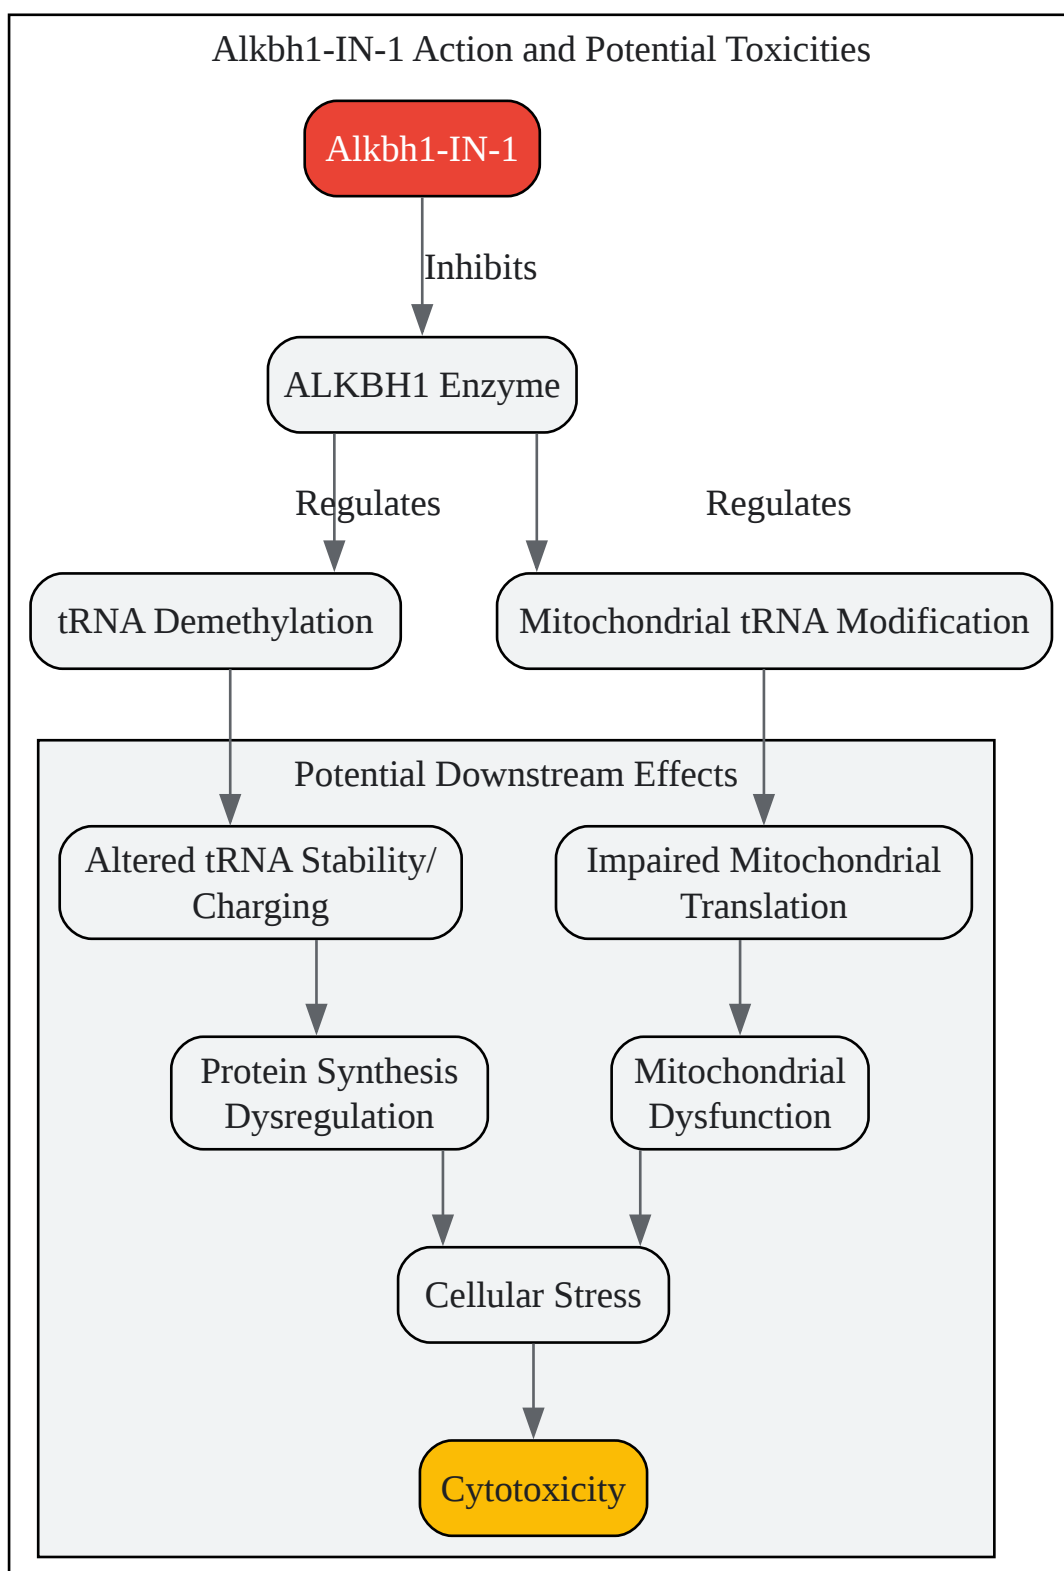 Alkbh1-IN-1 Action and Potential Toxicities
Alkbh1-IN-1
Inhibits
ALKBH1 Enzyme
Regulates
Regulates
tRNA Demethylation
Mitochondrial tRNA Modification
Potential Downstream Effects
Altered tRNA Stability/
Charging
Impaired Mitochondrial
Translation
Protein Synthesis
Dysregulation
Mitochondrial
Dysfunction
Cellular Stress
Cytotoxicity